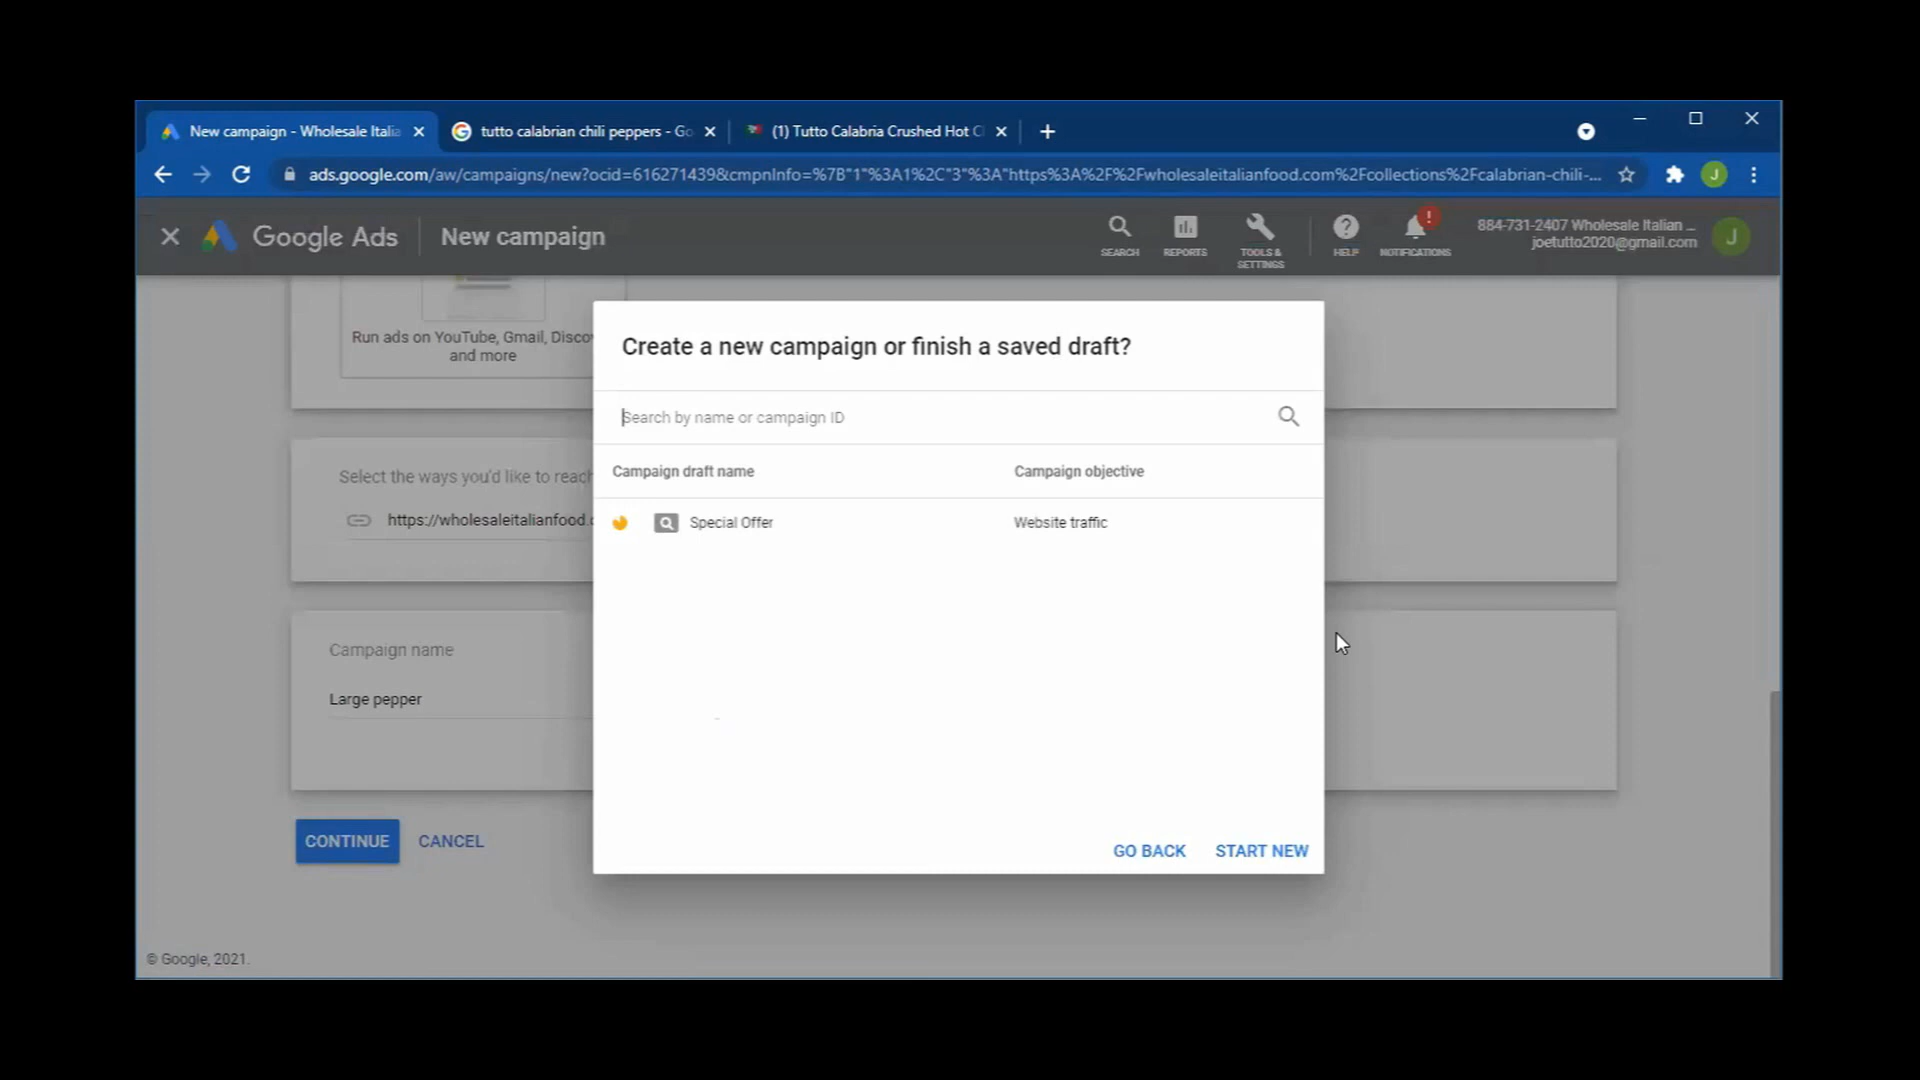 New campaign - Wholesale Italia
tutto calabrian chili peppers - Go
(1) Tutto Calabria Crushed Hot C
ads.google.com/aw/campaigns/new?ocid=616271439&cmpnInfo=%7B"1"%3A1%2C"3"%3A"https%3A%2F%2Fwholesaleitalianfood.com%2Fcollections%2Fcalabrian-chili-...
J
Google Ads
New campaign
SEARCH
REPORTS
TOOLS &
SETTINGS
HELP
!
NOTIFICATIONS
884-731-2407 Wholesale Italian ...
joetutto2020@gmail.com
J
Run ads on YouTube, Gmail, Disco
and more
Create a new campaign or finish a saved draft?
Search by name or campaign ID
Campaign draft name
Campaign objective
Special Offer
Website traffic
Select the ways you'd like to reach
https://wholesaleitalianfood.c
Campaign name
Large pepper
CONTINUE
CANCEL
GO BACK
START NEW
© Google, 2021.